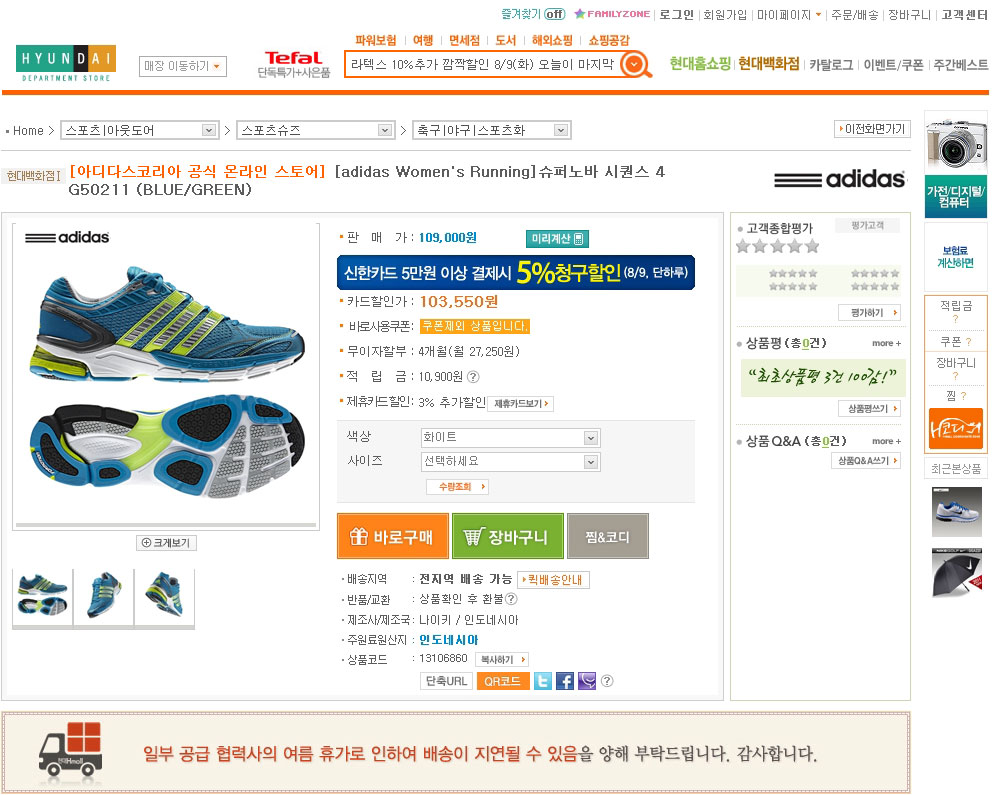 즐겨찾기 off FAMILYZONE 로그인 회원가입 마이페이지 주문/배송 장바구니 고객센터
파워보험 여행 면세점 도서 해외쇼핑 쇼핑공감
HYUNDAI
DEPARTMENT STORE
매장 이동하기
Tefal
단독특가+사은품
라텍스 10%추가 깜짝할인 8/9(화) 오늘이 마지막
현대홈쇼핑 현대백화점 카탈로그 이벤트/쿠폰 주간베스트
Home > 스포츠|아웃도어 > 스포츠슈즈 > 축구|야구|스포츠화
이전화면가기
현대백화점 [아디다스코리아 공식 온라인 스토어] [adidas Women's Running]슈퍼노바 시퀀스 4
G50211 (BLUE/GREEN)
adidas
adidas
크게보기
판 매 가 : 109,000원 미리계산
신한카드 5만원 이상 결제시 5%청구할인 (8/9, 단하루)
카드할인가 : 103,550원
바로사용쿠폰: 쿠폰제외 상품입니다.
무이자할부 : 4개월(월 27,250원)
적 립 금 : 10,900원 ?
제휴카드할인: 3% 추가할인 제휴카드보기
색상 화이트
사이즈 선택하세요
수량조회
바로구매 장바구니 찜&코디
배송지역 : 전지역 배송 가능 퀵배송안내
반품/교환 : 상품확인 후 환불 ?
제조사/제조국 : 나이키 / 인도네시아
주원료원산지 : 인도네시아
상품코드 : 13106860 복사하기
단축URL QR코드 ?
고객종합평가 평가고객
평가하기
상품평 (총0건) more +
"최초상품평 3건 100감!"
상품평쓰기
상품Q&A (총0건) more +
상품Q&A쓰기
가전/디지털/
컴퓨터
보험료
계산하면
적립금
?
쿠폰 ?
장바구니
?
찜 ?
H코디네
최근본상품
현대Hmall
일부 공급 협력사의 여름 휴가로 인하여 배송이 지연될 수 있음을 양해 부탁드립니다. 감사합니다.